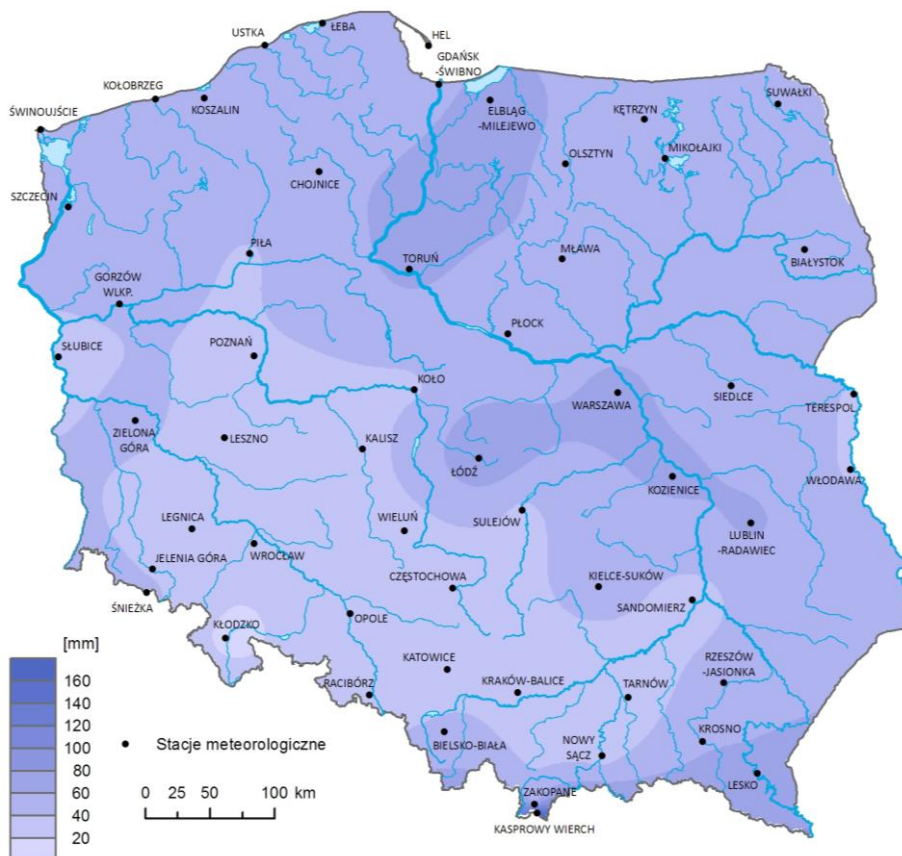 ŁEBA
USTKA
HEL
GDAŃSK
-ŚWIBNO
KOŁOBRZEG
KOSZALIN
ELBLĄG
-MILEJEWO
KĘTRZYN
SUWAŁKI
ŚWINOUJŚCIE
OLSZTYN
MIKOŁAJKI
CHOJNICE
SZCZECIN
PIŁA
TORUŃ
MŁAWA
BIAŁYSTOK
GORZÓW
WLKP.
PŁOCK
SŁUBICE
POZNAŃ
KOŁO
WARSZAWA
SIEDLCE
TERESPOL
ZIELONA
GÓRA
LESZNO
KALISZ
ŁÓDŹ
KOZIENICE
WŁODAWA
LEGNICA
WIELUŃ
SULEJÓW
LUBLIN
-RADAWIEC
JELENIA GÓRA
WROCŁAW
CZĘSTOCHOWA
KIELCE-SUKÓW
ŚNIEŻKA
SANDOMIERZ
KŁODZKO
OPOLE
[mm]
KATOWICE
RZESZÓW
-JASIONKA
RACIBÓRZ
KRAKÓW-BALICE
TARNÓW
160
140
100
80
60
40
20
Stacje meteorologiczne
BIELSKO-BIAŁA
NOWY
SĄCZ
KROSNO
LESKO
0 25 50 100 km
ZAKOPANE
KASPROWY WIERCH